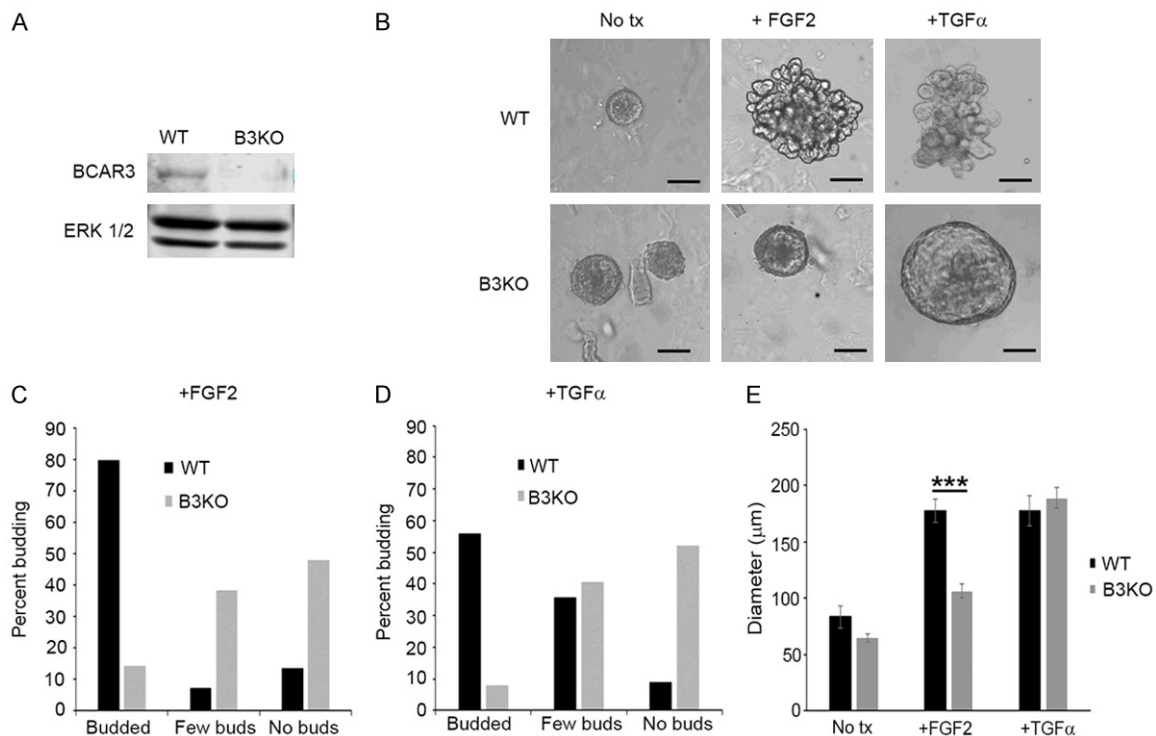 A
WT B3KO
BCAR3
ERK 1/2
B
No tx + FGF2 +TGFα
WT
B3KO
C
+FGF2
Percent budding
90
80
70
60
50
40
30
20
10
0
WT
B3KO
Budded Few buds No buds
D
+TGFα
Percent budding
90
80
70
60
50
40
30
20
10
0
WT
B3KO
Budded Few buds No buds
E
Diameter (μm)
250
200
150
100
50
0
***
WT
B3KO
No tx +FGF2 +TGFα